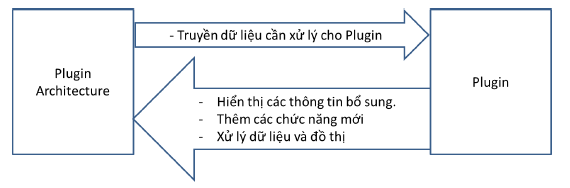 - Truyền dữ liệu cần xử lý cho Plugin
Plugin
Architecture
- Hiển thị các thông tin bổ sung.
- Thêm các chức năng mới
- Xử lý dữ liệu và đồ thị
Plugin